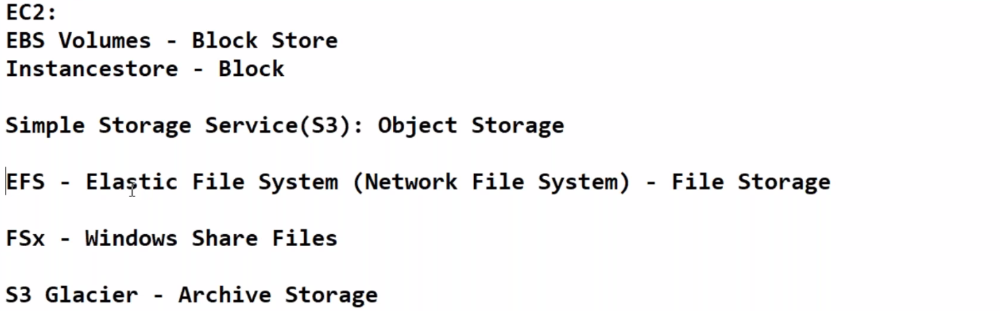 EC2:
EBS Volumes - Block Store
Instancestore - Block
Simple Storage Service(S3): Object Storage
EFS - Elastic File System (Network File System) - File Storage
FSx - Windows Share Files
S3 Glacier - Archive Storage